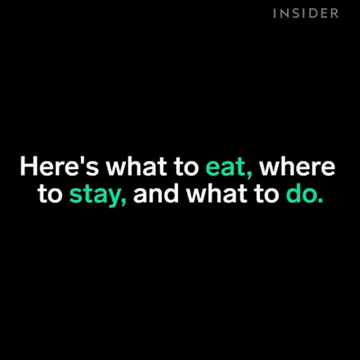 INSIDER
Here's what to eat, where
to stay, and what to do.